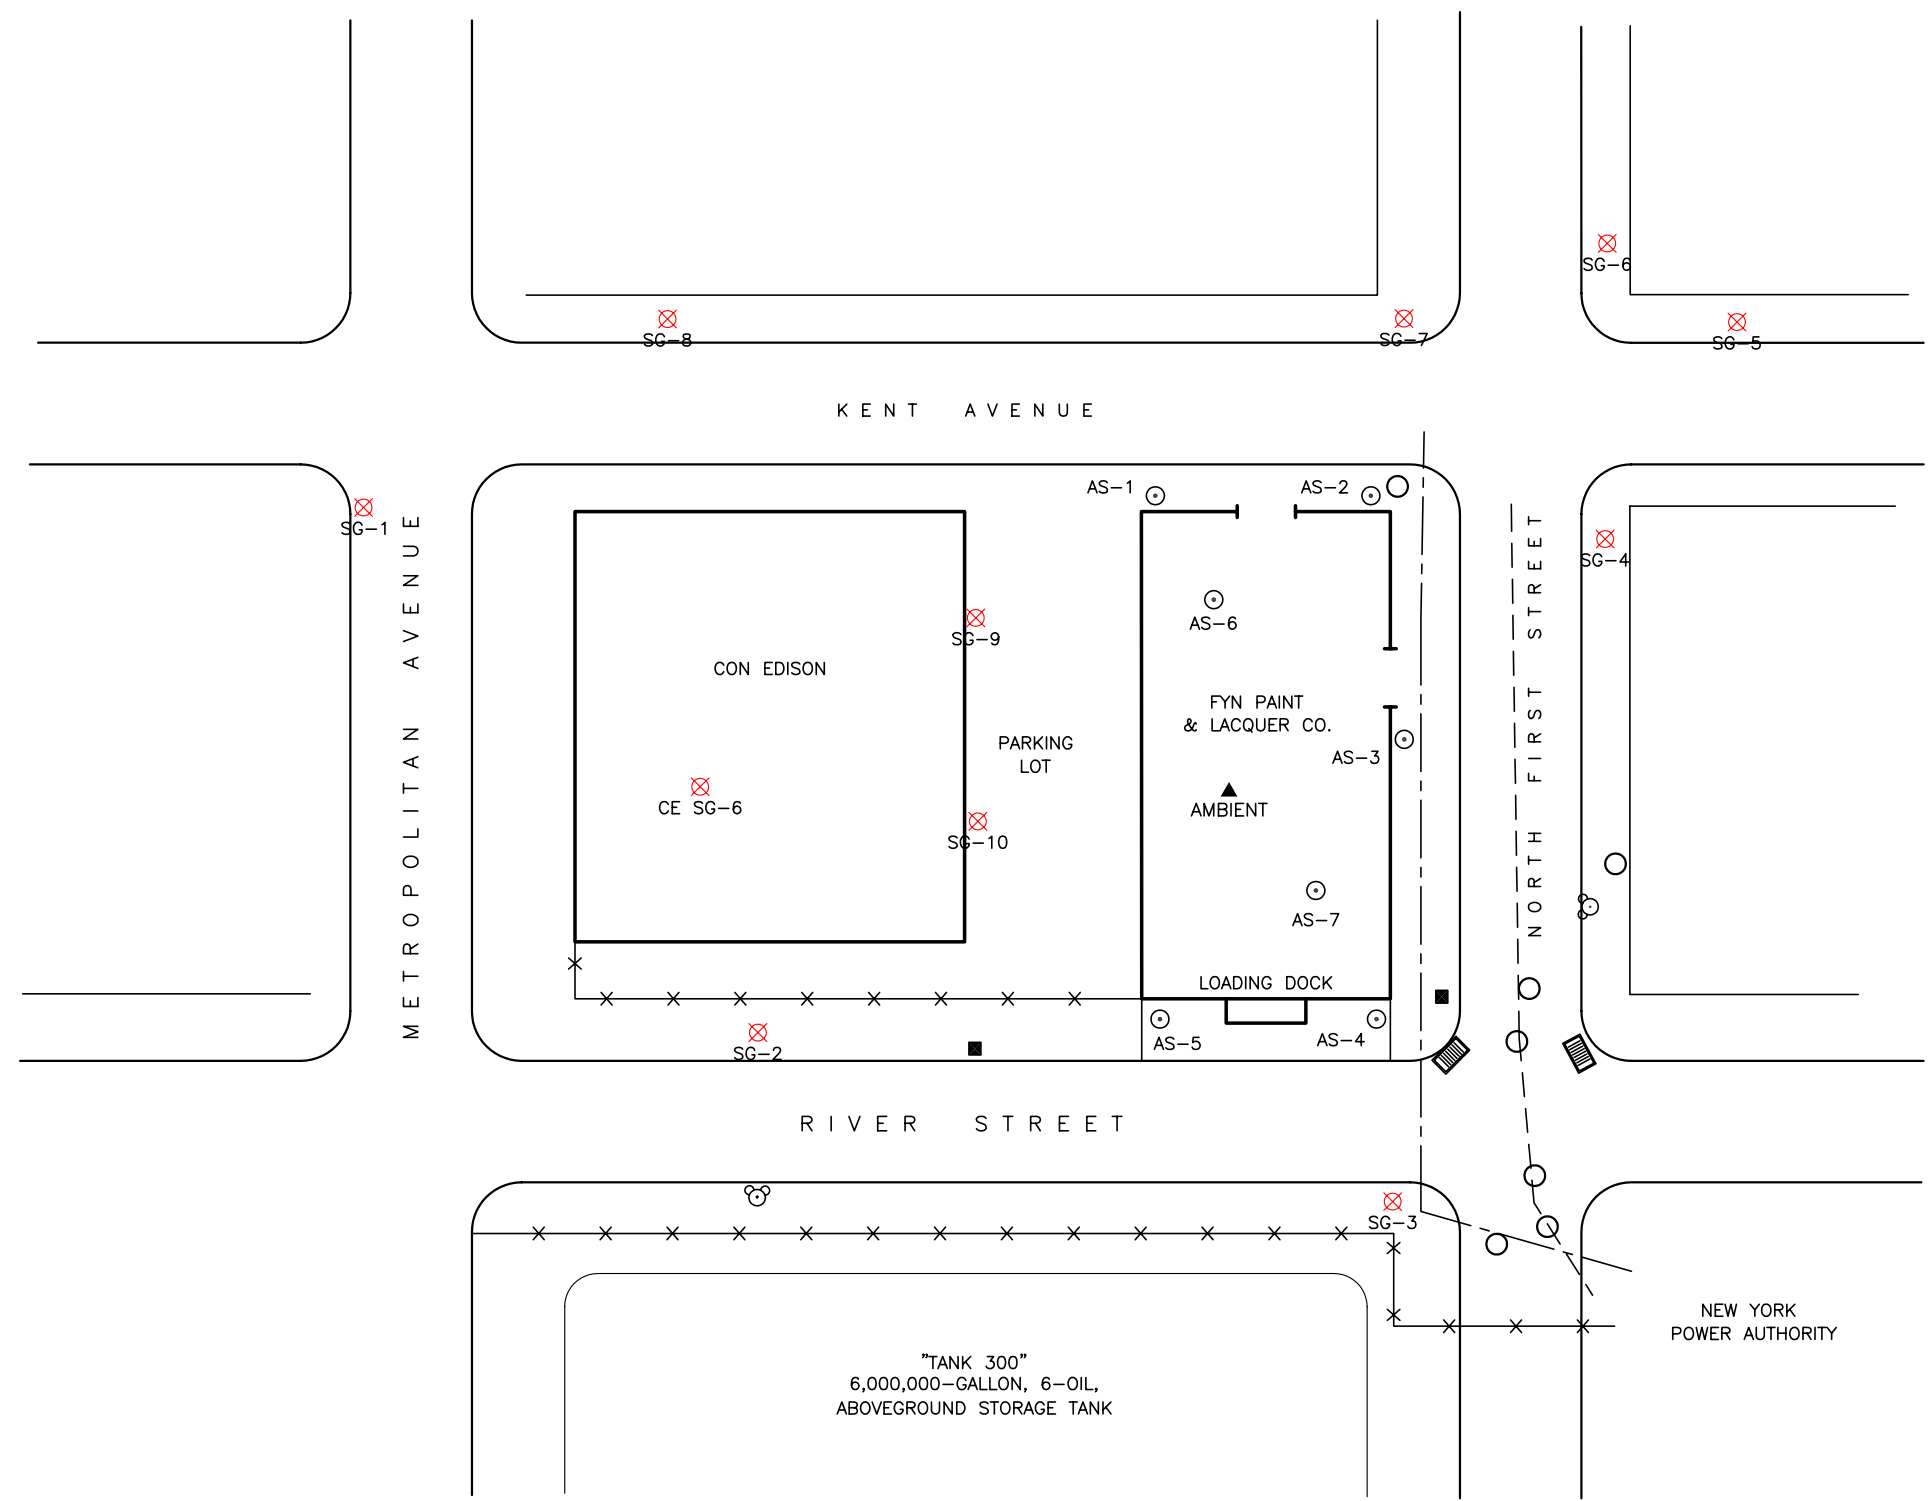 SG-6
SG-8
SG-7
SG-5
KENT AVENUE
AS-1
AS-2
SG-1
METROPOLITAN AVENUE
NORTH FIRST STREET
SG-4
AS-6
SG-9
CON EDISON
FYN PAINT
& LACQUER CO.
PARKING
LOT
AS-3
CE SG-6
AMBIENT
SG-10
AS-7
LOADING DOCK
AS-4
AS-5
SG-2
RIVER STREET
SG-3
NEW YORK
POWER AUTHORITY
"TANK 300"
6,000,000-GALLON, 6-OIL,
ABOVEGROUND STORAGE TANK